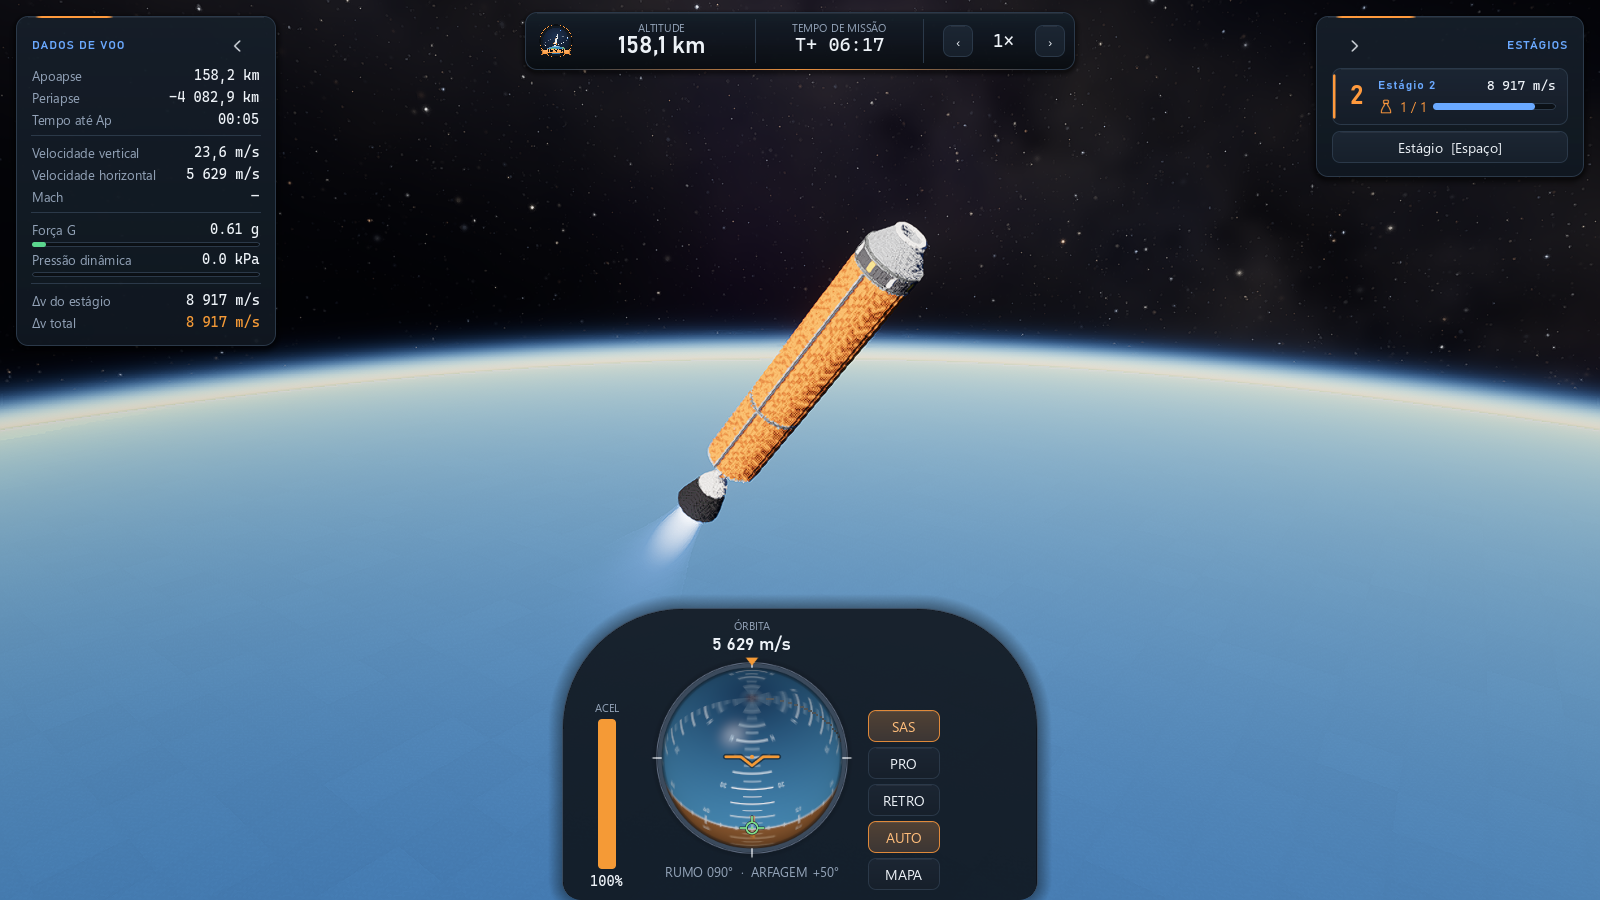 DADOS DE VOO
Apoapse 158,2 km
Periapse −4 082,9 km
Tempo até Ap 00:05
Velocidade vertical 23,6 m/s
Velocidade horizontal 5 629 m/s
Mach —
Força G 0.61 g
Pressão dinâmica 0.0 kPa
Δv do estágio 8 917 m/s
Δv total 8 917 m/s
ALTITUDE
158,1 km
TEMPO DE MISSÃO
T+ 06:17
‹ 1× ›
ESTÁGIOS
2 Estágio 2 8 917 m/s
1 / 1
Estágio [Espaço]
ÓRBITA
5 629 m/s
ACEL
100%
RUMO 090° · ARFAGEM +50°
SAS
PRO
RETRO
AUTO
MAPA